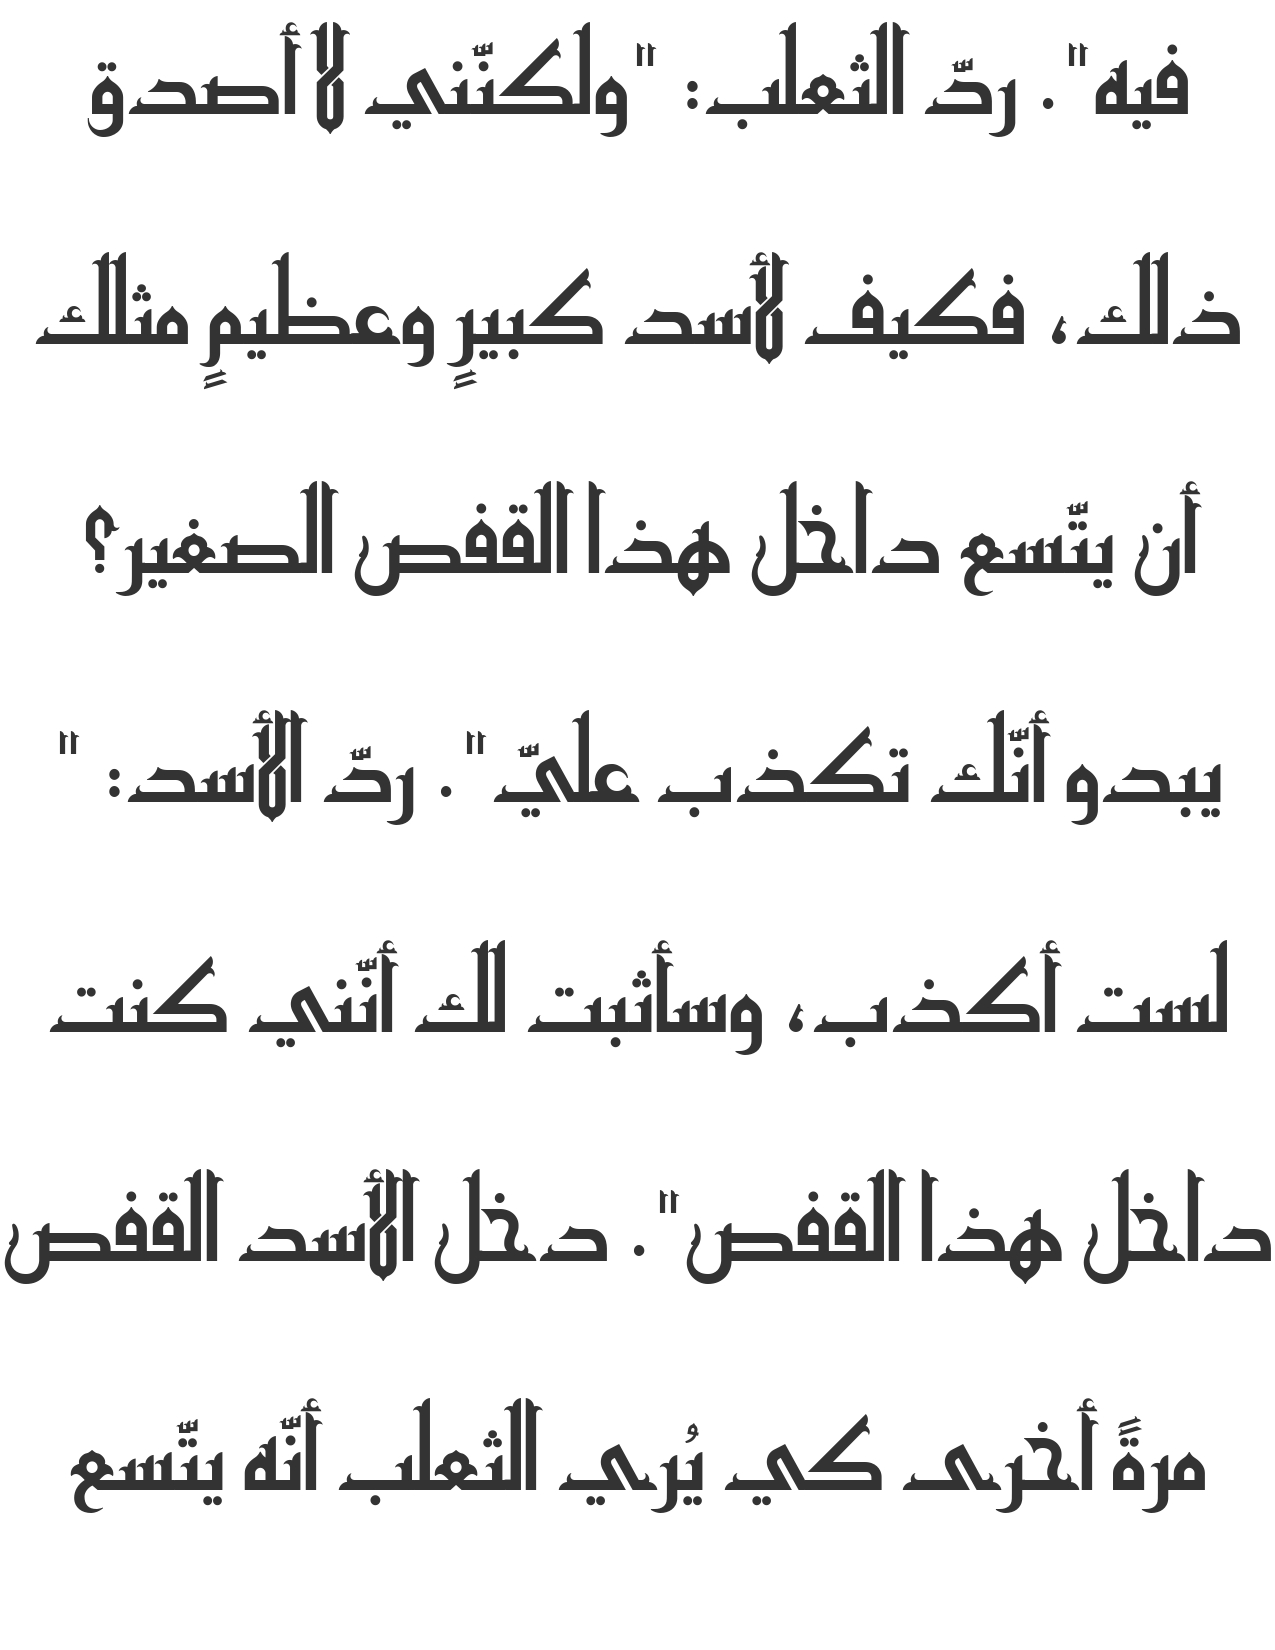 فيه". ردّ الثعلب: "ولكنّني لا أصدق
ذلك، فكيف لأسد كبيرٍ وعظيمٍ مثلك
أن يتّسع داخل هذا القفص الصغير؟
يبدو أنّك تكذب عليّ". ردّ الأسد: "
لست أكذب، وسأثبت لك أنّني كنت
داخل هذا القفص". دخل الأسد القفص
مرةً أخرى كي يُري الثعلب أنّه يتّسع